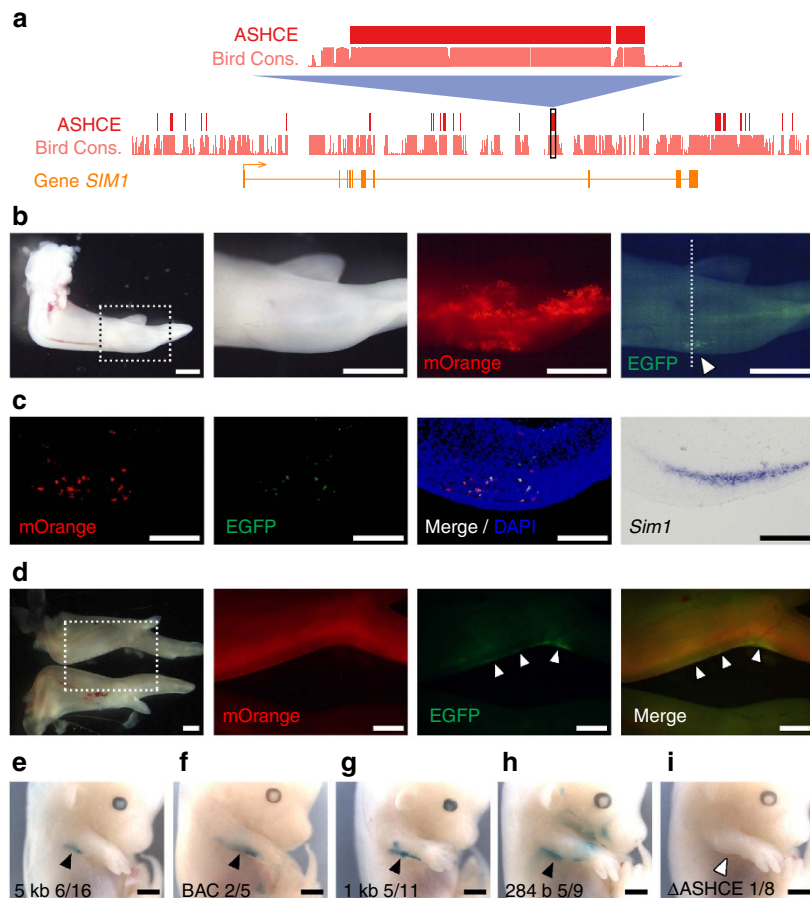 a
ASHCE
Bird Cons.
ASHCE
Bird Cons.
Gene SIM1
b
mOrange
EGFP
c
mOrange
EGFP
Merge / DAPI
Sim1
d
mOrange
EGFP
Merge
e
f
g
h
i
5 kb 6/16
BAC 2/5
1 kb 5/11
284 b 5/9
ΔASHCE 1/8